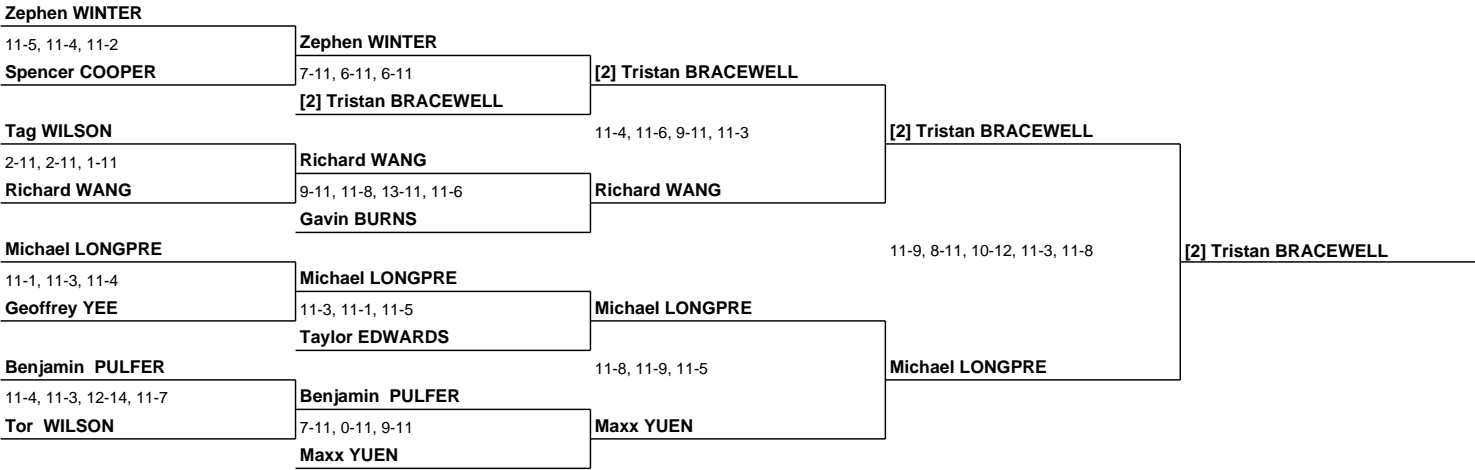 Zephen WINTER
11-5, 11-4, 11-2
Spencer COOPER
Zephen WINTER
7-11, 6-11, 6-11
[2] Tristan BRACEWELL
[2] Tristan BRACEWELL
Tag WILSON
2-11, 2-11, 1-11
Richard WANG
Richard WANG
9-11, 11-8, 13-11, 11-6
Gavin BURNS
11-4, 11-6, 9-11, 11-3
Richard WANG
[2] Tristan BRACEWELL
Michael LONGPRE
11-1, 11-3, 11-4
Geoffrey YEE
Michael LONGPRE
11-3, 11-1, 11-5
Taylor EDWARDS
Michael LONGPRE
Benjamin  PULFER
11-4, 11-3, 12-14, 11-7
Tor  WILSON
Benjamin  PULFER
7-11, 0-11, 9-11
Maxx YUEN
11-8, 11-9, 11-5
Maxx YUEN
11-9, 8-11, 10-12, 11-3, 11-8
Michael LONGPRE
[2] Tristan BRACEWELL